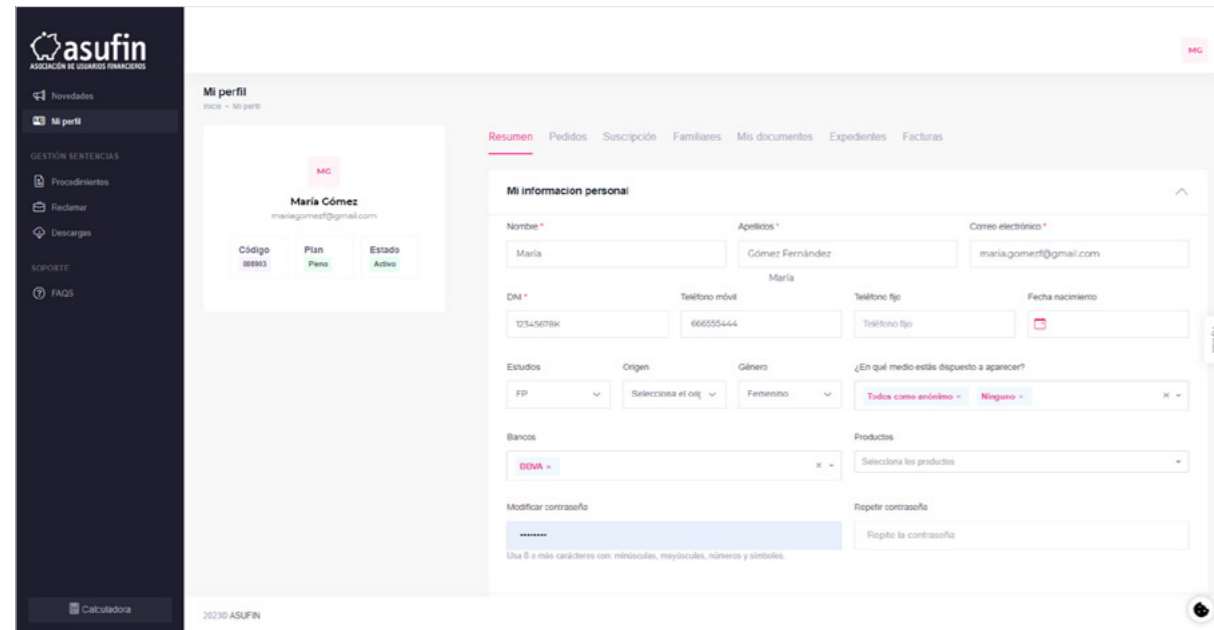 asufin
ASOCIACIÓN DE USUARIOS FINANCIEROS
MG
Novedades
Mi perfil
GESTIÓN SENTENCIAS
Procedimientos
Reclamar
Descargas
SOPORTE
FAQS
Calculadora
Mi perfil
Inicio - Mi perfil
MG
María Gómez
mariagomezf@gmail.com
Código Plan Estado
Pleno Activo
Resumen Pedidos Suscripción Familiares Mis documentos Expedientes Facturas
Mi información personal
Nombre * Apellidos * Correo electrónico *
María Gómez Fernández maria.gomezf@gmail.com
María
DNI * Teléfono móvil Teléfono fijo Fecha nacimiento
12345678K 666555444 Teléfono fijo
Estudios Origen Género ¿En qué medio estás dispuesto a aparecer?
FP Selecciona el orig Femenino Todos como anónimo × Ninguno ×
Bancos Productos
BBVA × Selecciona los productos
Modificar contraseña Repetir contraseña
•••••••• Repite la contraseña
Usa 8 o más carácteres con: minúsculas, mayúsculas, números y símbolos.
2023© ASUFIN